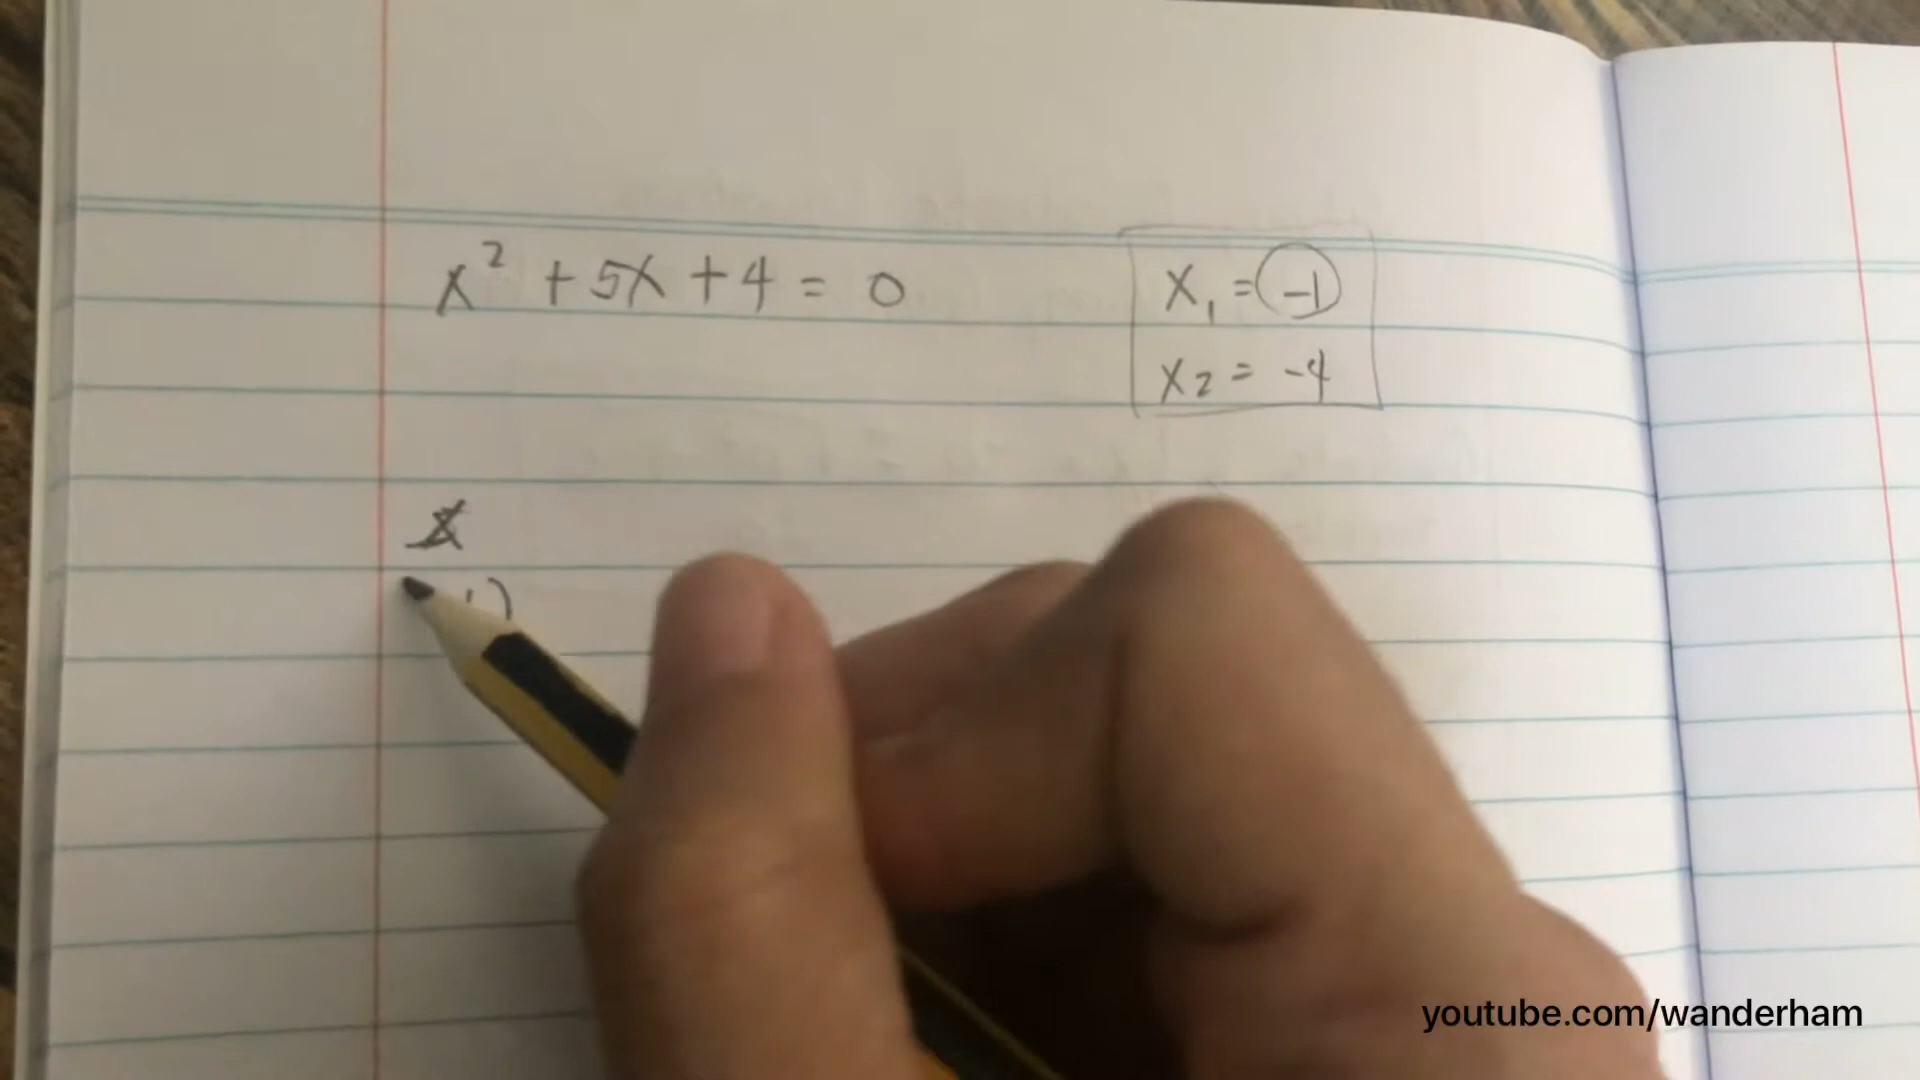 x² + 5x + 4 = 0
x₁ = -1
x₂ = -4
youtube.com/wanderham